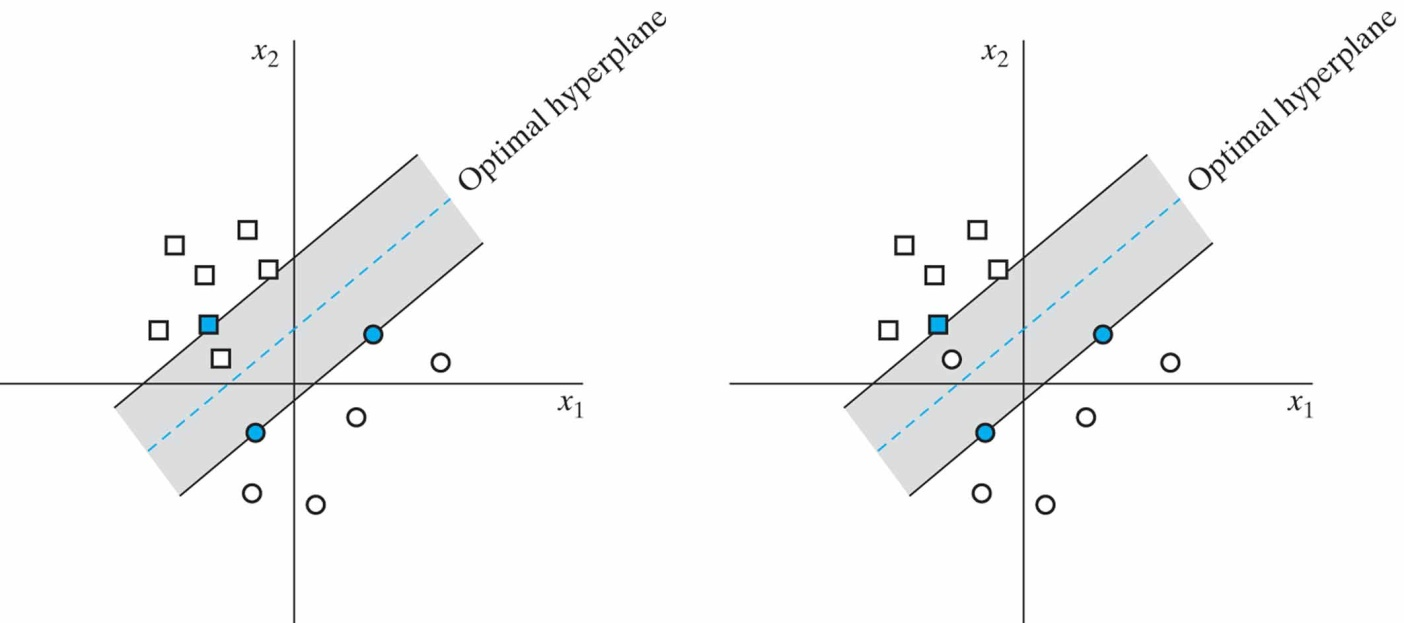 x₂
Optimal hyperplane
x₁
x₂
Optimal hyperplane
x₁